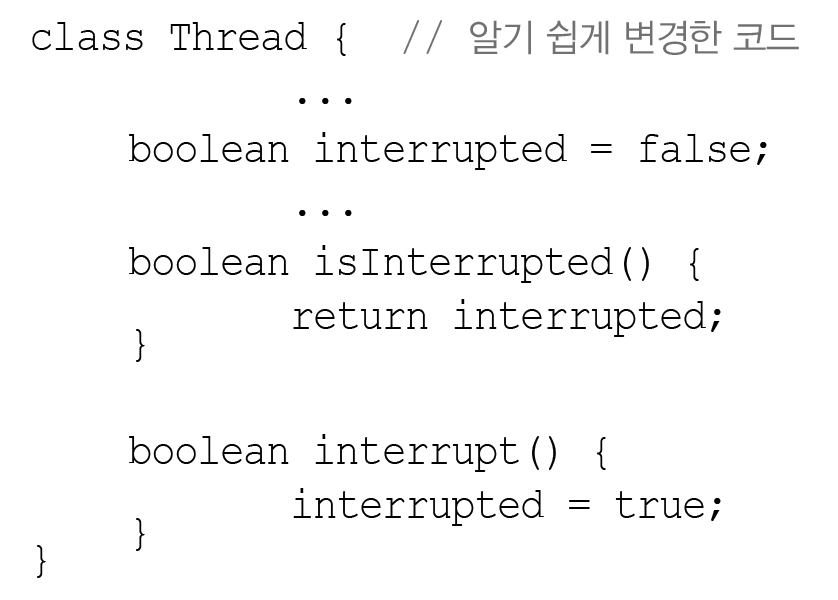 class Thread {  // 알기 쉽게 변경한 코드
...
boolean interrupted = false;
...
boolean isInterrupted() {
return interrupted;
}
boolean interrupt() {
interrupted = true;
}
}